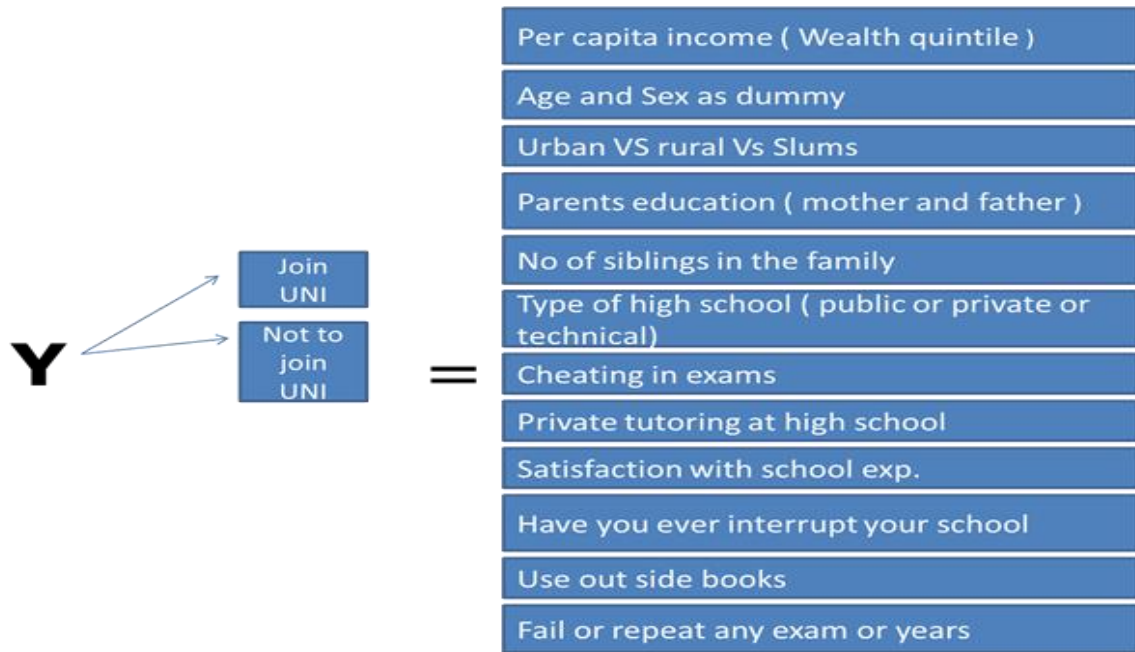 Y
Join
UNI
Not to
join
UNI
=
Per capita income ( Wealth quintile )
Age and Sex as dummy
Urban VS rural Vs Slums
Parents education ( mother and father )
No of siblings in the family
Type of high school ( public or private or
technical)
Cheating in exams
Private tutoring at high school
Satisfaction with school exp.
Have you ever interrupt your school
Use out side books
Fail or repeat any exam or years